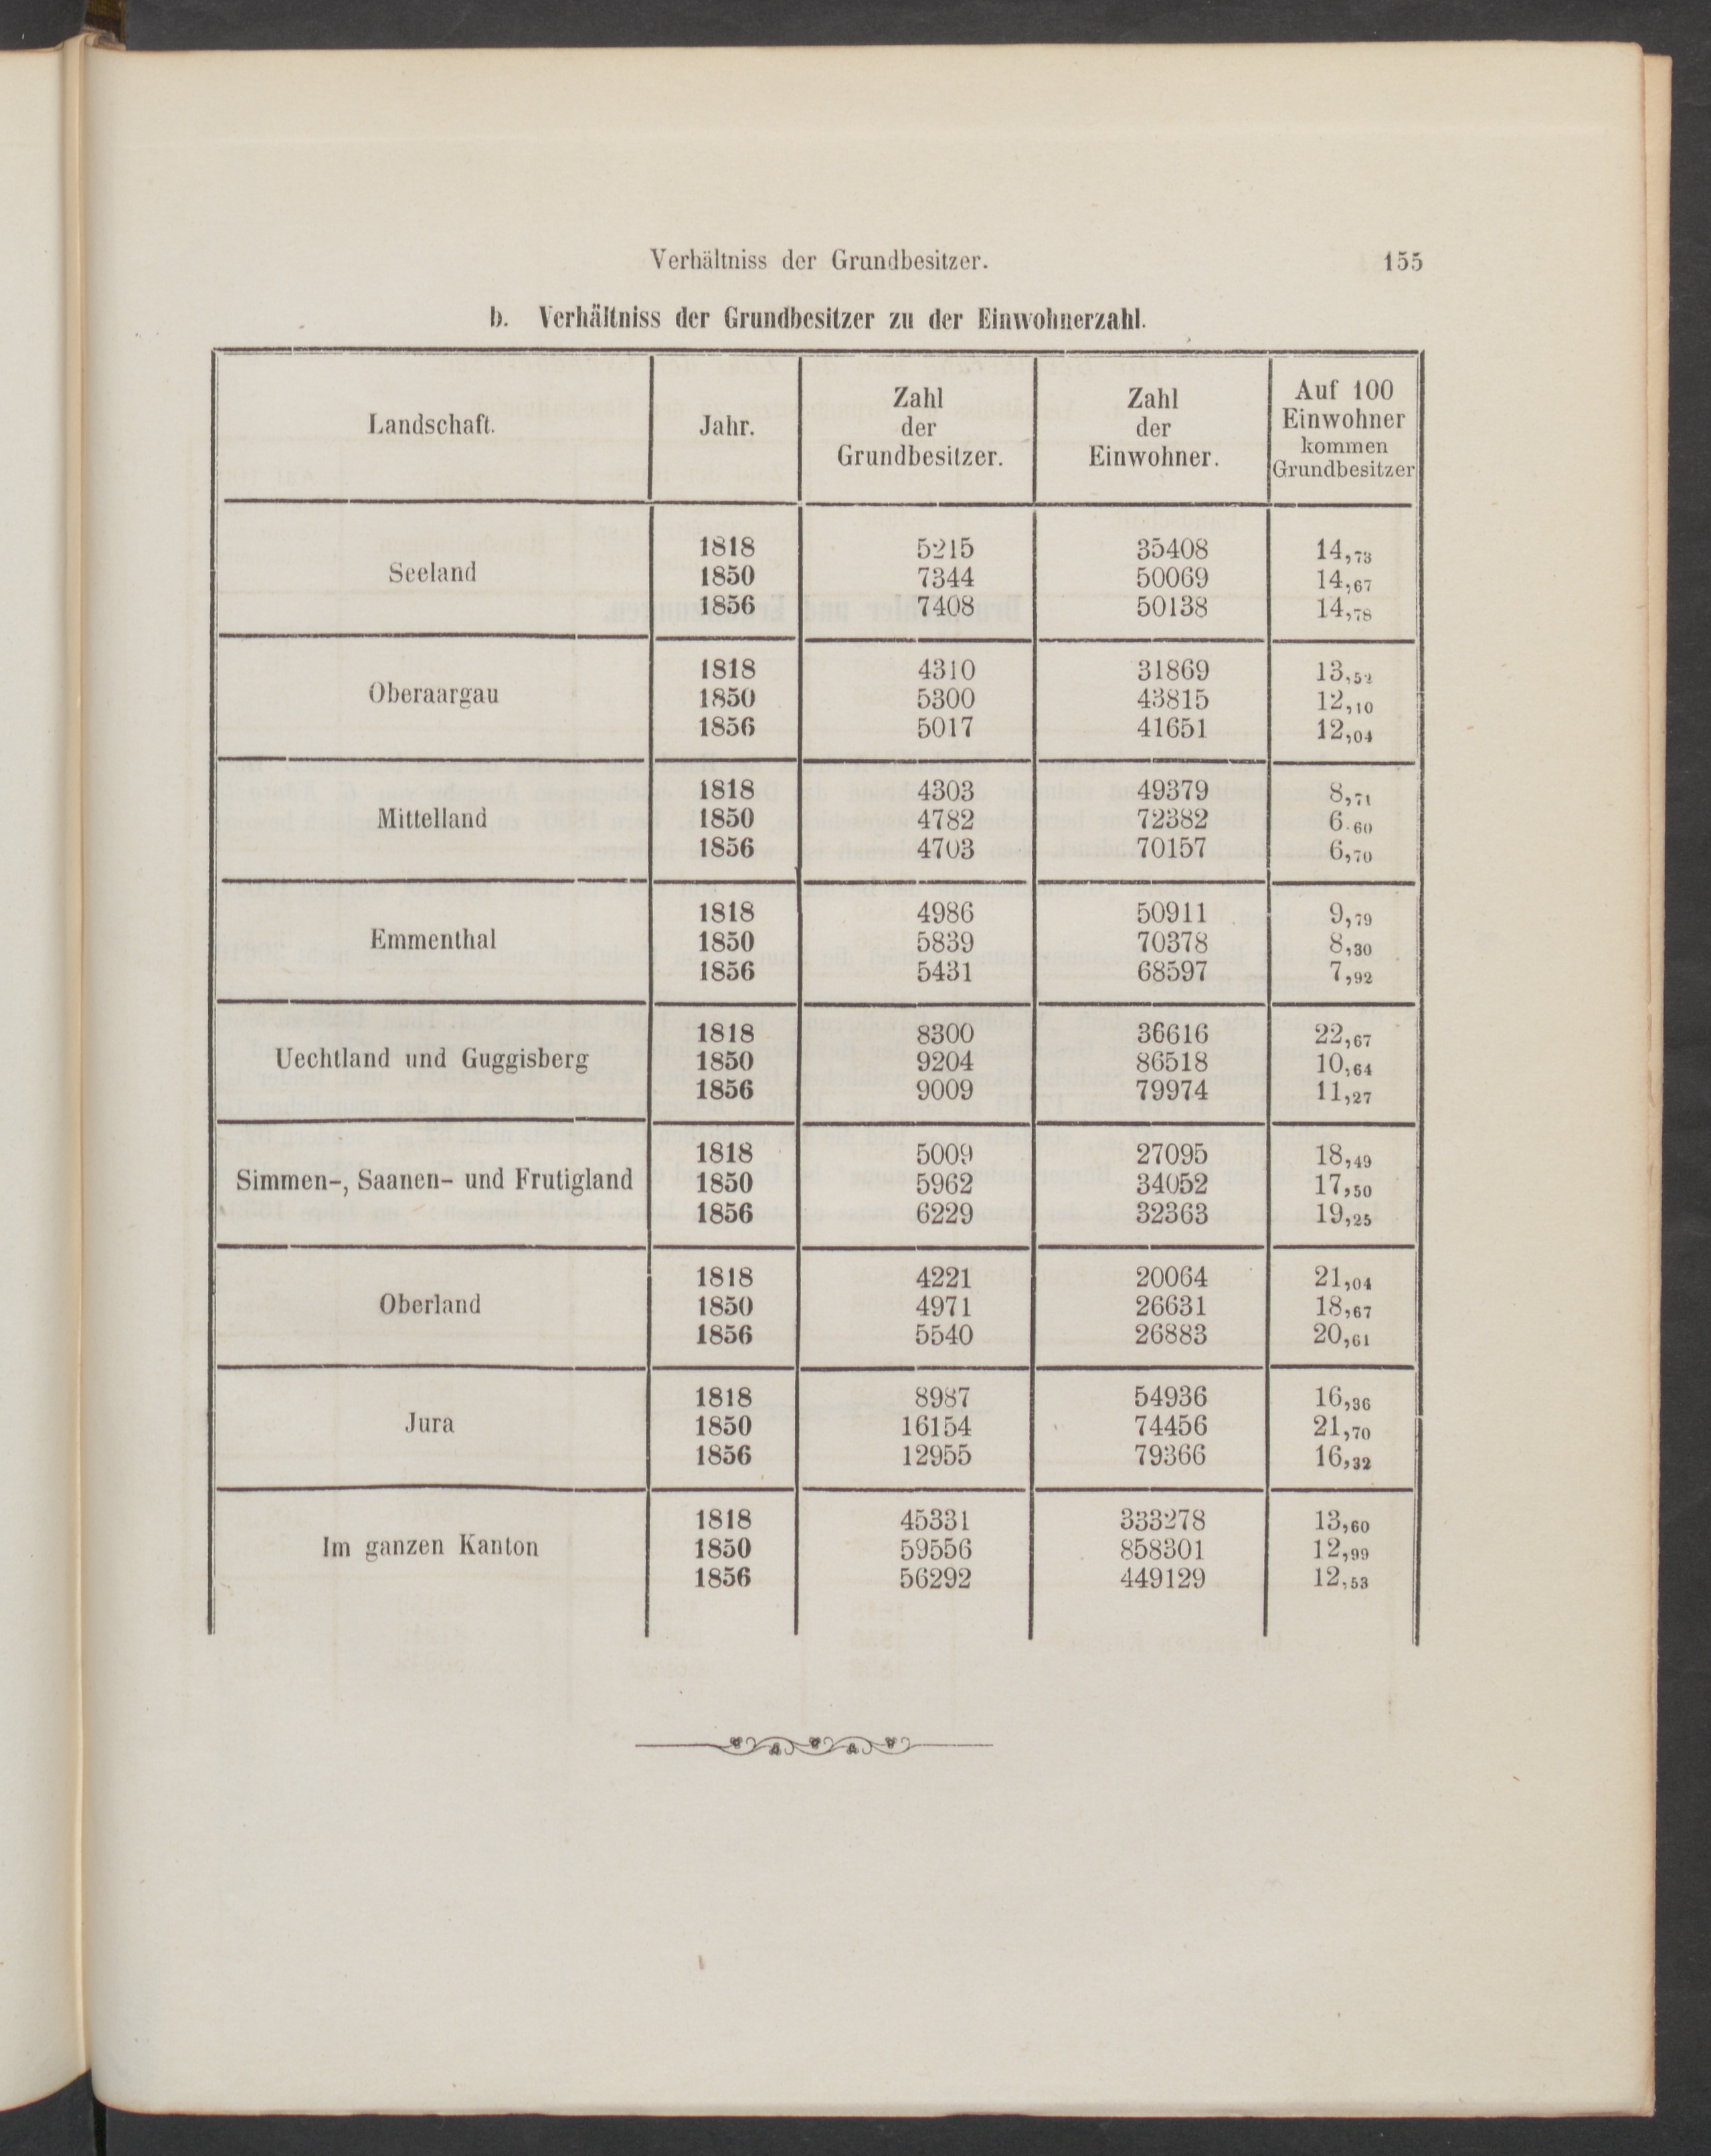 Verhältniss der Grundbesitzer. 155
b. Verhältniss der Grundbesitzer zu der Einwohnerzahl.
Landschaft. Jahr. Zahl der Grundbesitzer. Zahl der Einwohner. Auf 100 Einwohner kommen Grundbesitzer
1818 5215 35408 14,73
Seeland 1850 7344 50069 14,67
1856 7408 50138 14,78
1818 4310 31869 13,52
Oberaargau 1850 5300 43815 12,10
1856 5017 41651 12,04
1818 4303 49379 8,71
Mittelland 1850 4782 72382 6.60
1856 4703 70157 6,70
1818 4986 50911 9,79
Emmenthal 1850 5839 70378 8,30
1856 5431 68597 7,92
1818 8300 36616 22,67
Uechtland und Guggisberg 1850 9204 86518 10,64
1856 9009 79974 11,27
1818 5009 27095 18,49
Simmen-, Saanen- und Frutigland 1850 5962 34052 17,50
1856 6229 32363 19,25
1818 4221 20064 21,04
Oberland 1850 4971 26631 18,67
1856 5540 26883 20,61
1818 8987 54936 16,36
Jura 1850 16154 74456 21,70
1856 12955 79366 16,32
1818 45331 333278 13,60
Im ganzen Kanton 1850 59556 858301 12,99
1856 56292 449129 12,53